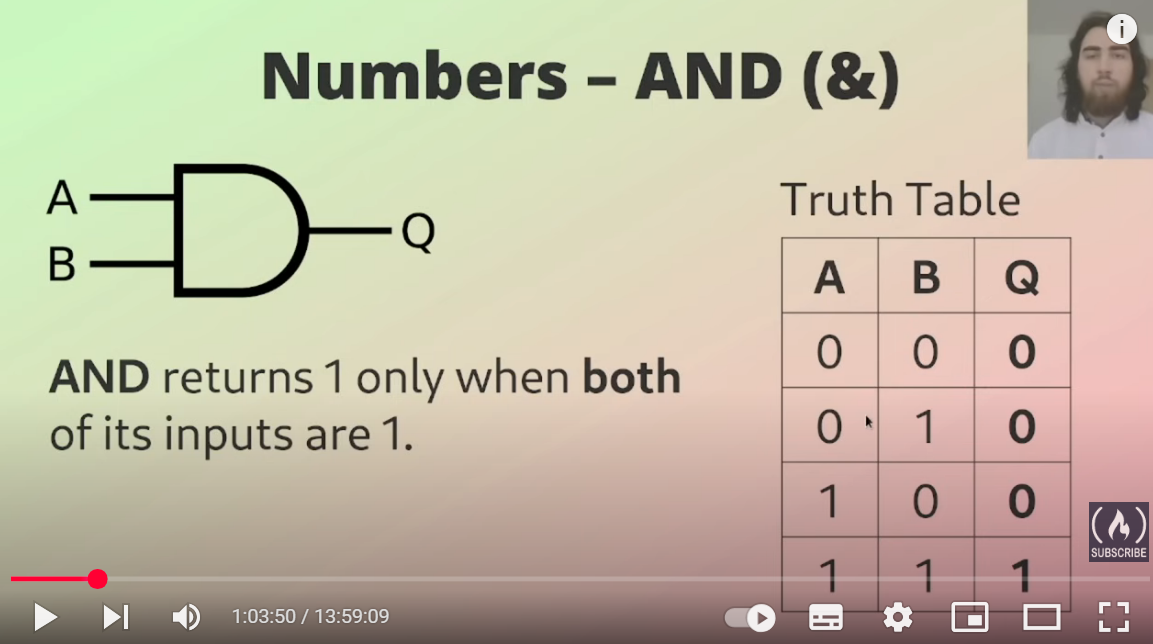 Numbers – AND (&)
i
A
B
Q
AND returns 1 only when both
of its inputs are 1.
Truth Table
A B Q
0 0 0
0 1 0
1 0 0
1 1 1
SUBSCRIBE
1:03:50 / 13:59:09